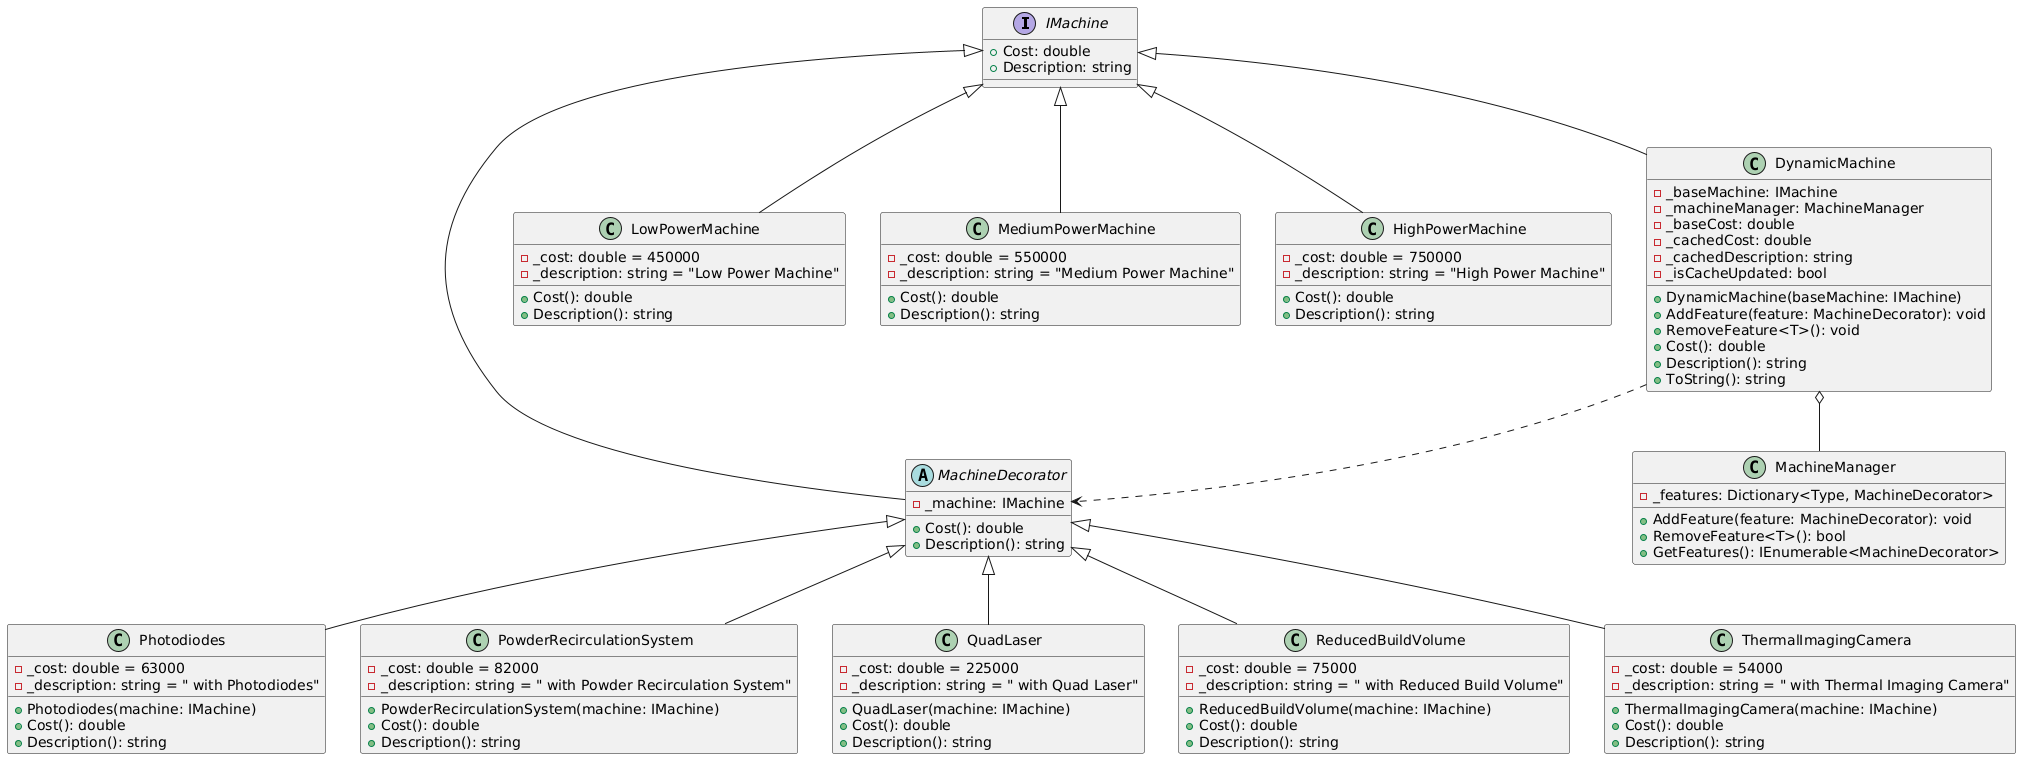 I IMachine
Cost: double
Description: string
C DynamicMachine
_baseMachine: IMachine
_machineManager: MachineManager
_baseCost: double
_cachedCost: double
_cachedDescription: string
_isCacheUpdated: bool
DynamicMachine(baseMachine: IMachine)
AddFeature(feature: MachineDecorator): void
RemoveFeature<T>(): void
Cost(): double
Description(): string
ToString(): string
C LowPowerMachine
_cost: double = 450000
_description: string = "Low Power Machine"
Cost(): double
Description(): string
C MediumPowerMachine
_cost: double = 550000
_description: string = "Medium Power Machine"
Cost(): double
Description(): string
C HighPowerMachine
_cost: double = 750000
_description: string = "High Power Machine"
Cost(): double
Description(): string
A MachineDecorator
_machine: IMachine
Cost(): double
Description(): string
C MachineManager
_features: Dictionary<Type, MachineDecorator>
AddFeature(feature: MachineDecorator): void
RemoveFeature<T>(): bool
GetFeatures(): IEnumerable<MachineDecorator>
C Photodiodes
_cost: double = 63000
_description: string = " with Photodiodes"
Photodiodes(machine: IMachine)
Cost(): double
Description(): string
C PowderRecirculationSystem
_cost: double = 82000
_description: string = " with Powder Recirculation System"
PowderRecirculationSystem(machine: IMachine)
Cost(): double
Description(): string
C QuadLaser
_cost: double = 225000
_description: string = " with Quad Laser"
QuadLaser(machine: IMachine)
Cost(): double
Description(): string
C ReducedBuildVolume
_cost: double = 75000
_description: string = " with Reduced Build Volume"
ReducedBuildVolume(machine: IMachine)
Cost(): double
Description(): string
C ThermalImagingCamera
_cost: double = 54000
_description: string = " with Thermal Imaging Camera"
ThermalImagingCamera(machine: IMachine)
Cost(): double
Description(): string